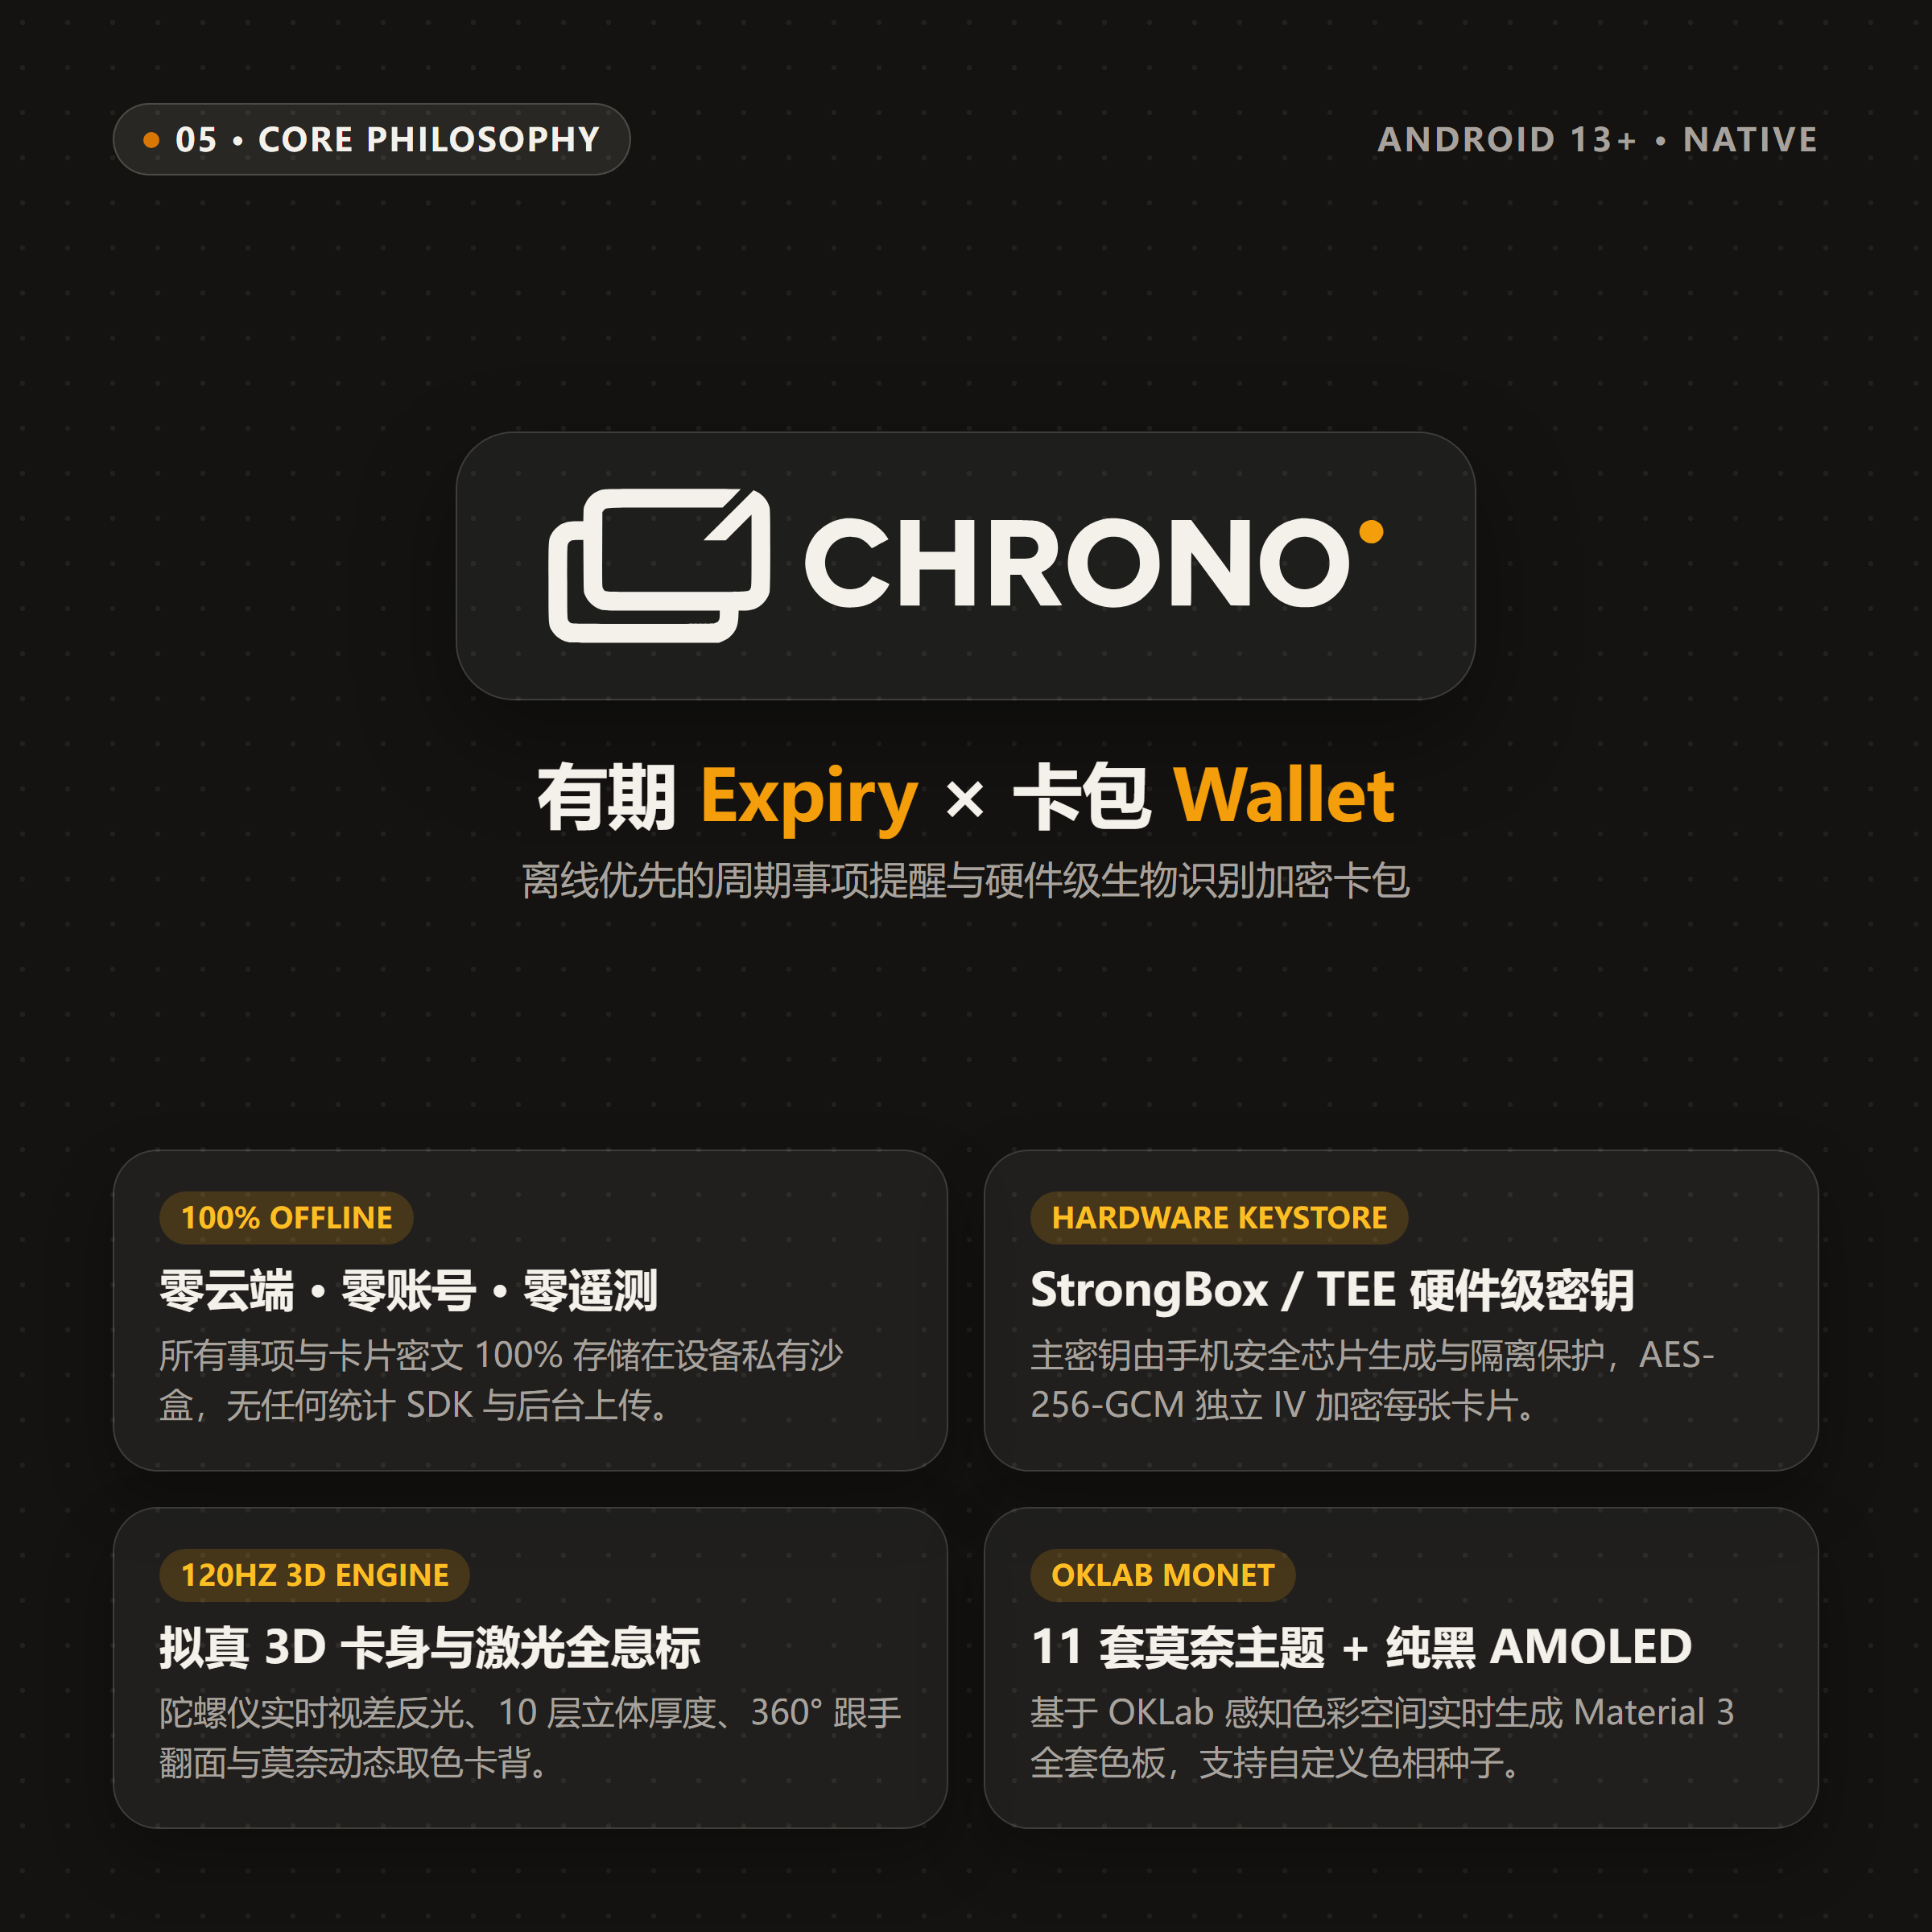 05 • CORE PHILOSOPHY
ANDROID 13+ • NATIVE
CHRONO
有期 Expiry × 卡包 Wallet
离线优先的周期事项提醒与硬件级生物识别加密卡包
100% OFFLINE
零云端 • 零账号 • 零遥测
所有事项与卡片密文 100% 存储在设备私有沙
盒，无任何统计 SDK 与后台上传。
HARDWARE KEYSTORE
StrongBox / TEE 硬件级密钥
主密钥由手机安全芯片生成与隔离保护，AES-
256-GCM 独立 IV 加密每张卡片。
120HZ 3D ENGINE
拟真 3D 卡身与激光全息标
陀螺仪实时视差反光、10 层立体厚度、360° 跟手
翻面与莫奈动态取色卡背。
OKLAB MONET
11 套莫奈主题 + 纯黑 AMOLED
基于 OKLab 感知色彩空间实时生成 Material 3
全套色板，支持自定义色相种子。